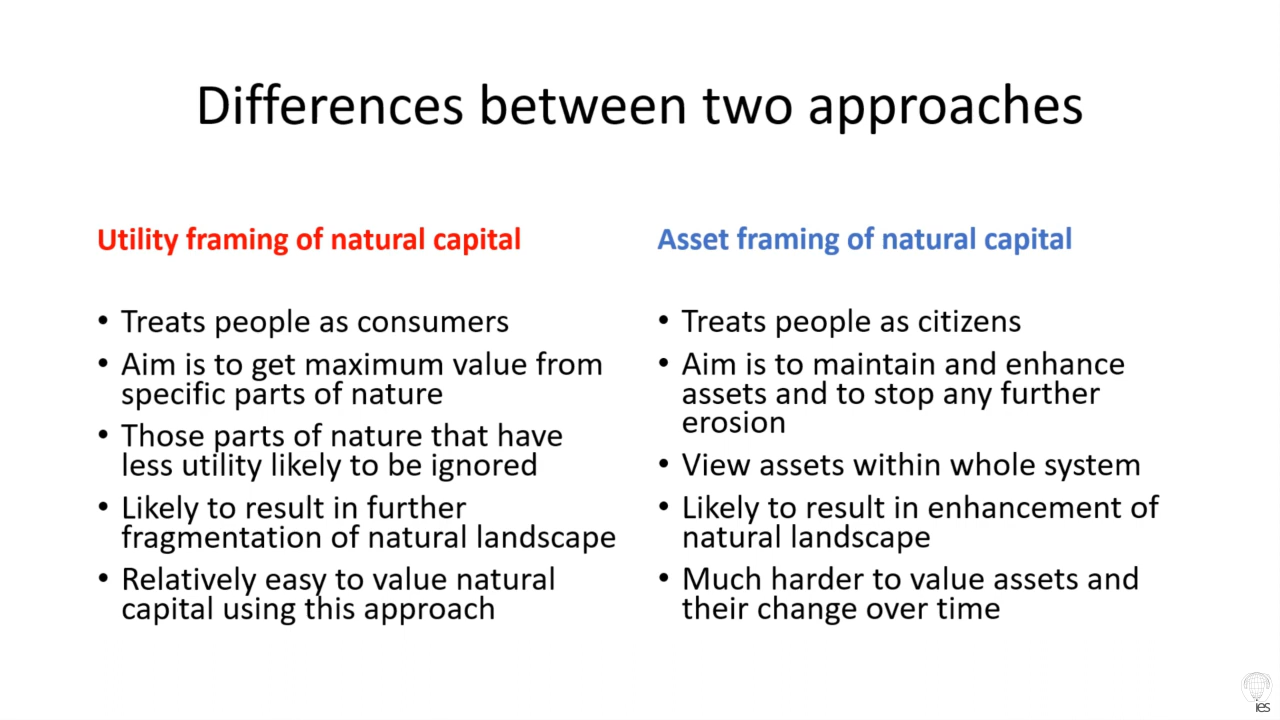 Differences between two approaches
Utility framing of natural capital
• Treats people as consumers
• Aim is to get maximum value from
specific parts of nature
• Those parts of nature that have
less utility likely to be ignored
• Likely to result in further
fragmentation of natural landscape
• Relatively easy to value natural
capital using this approach
Asset framing of natural capital
• Treats people as citizens
• Aim is to maintain and enhance
assets and to stop any further
erosion
• View assets within whole system
• Likely to result in enhancement of
natural landscape
• Much harder to value assets and
their change over time
ies